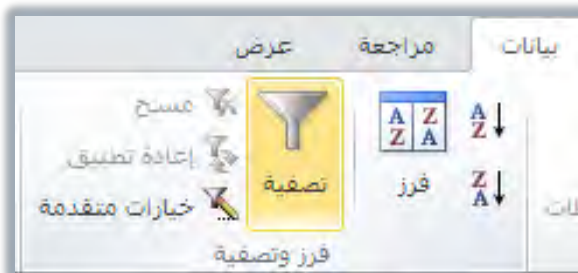 بيانات مراجعة عرض
فرز
تصفية
مسح
إعادة تطبيق
خيارات متقدمة
فرز وتصفية